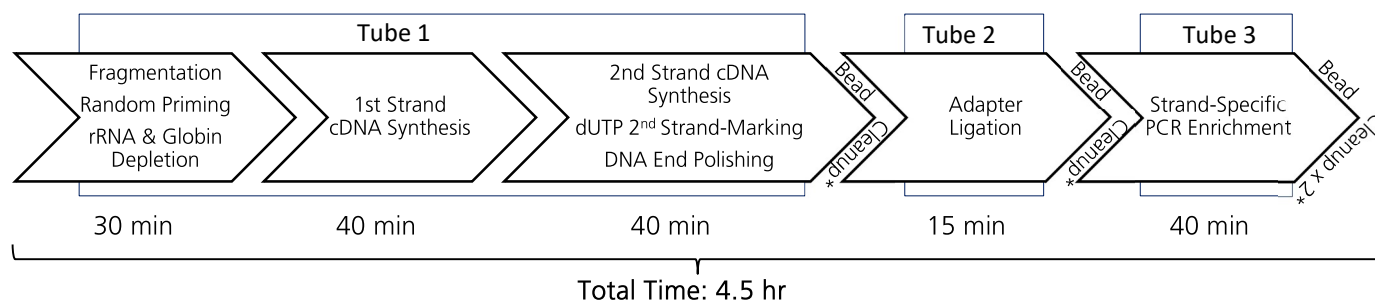 Tube 1
Tube 2
Tube 3
Fragmentation
Random Priming
rRNA & Globin
Depletion
1st Strand
cDNA Synthesis
2nd Strand cDNA
Synthesis
dUTP 2nd Strand-Marking
DNA End Polishing
Bead
Cleanup*
Adapter
Ligation
Bead
Cleanup*
Strand-Specific
PCR Enrichment
Bead
Cleanup x 2*
30 min
40 min
40 min
15 min
40 min
Total Time: 4.5 hr